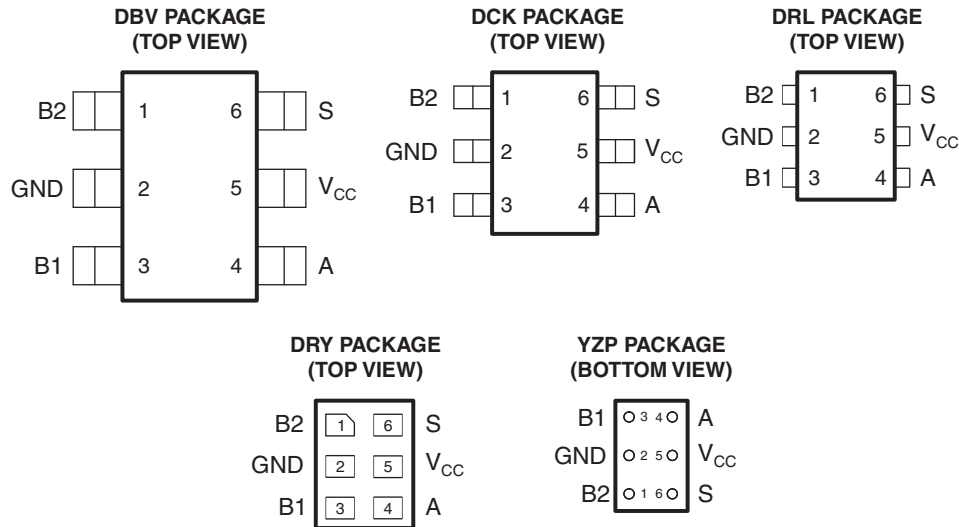 DBV PACKAGE
(TOP VIEW)
B2 1 6 S
GND 2 5 VCC
B1 3 4 A
DCK PACKAGE
(TOP VIEW)
B2 1 6 S
GND 2 5 VCC
B1 3 4 A
DRL PACKAGE
(TOP VIEW)
B2 1 6 S
GND 2 5 VCC
B1 3 4 A
DRY PACKAGE
(TOP VIEW)
B2 1 6 S
GND 2 5 VCC
B1 3 4 A
YZP PACKAGE
(BOTTOM VIEW)
B1 3 4 A
GND 2 5 VCC
B2 1 6 S